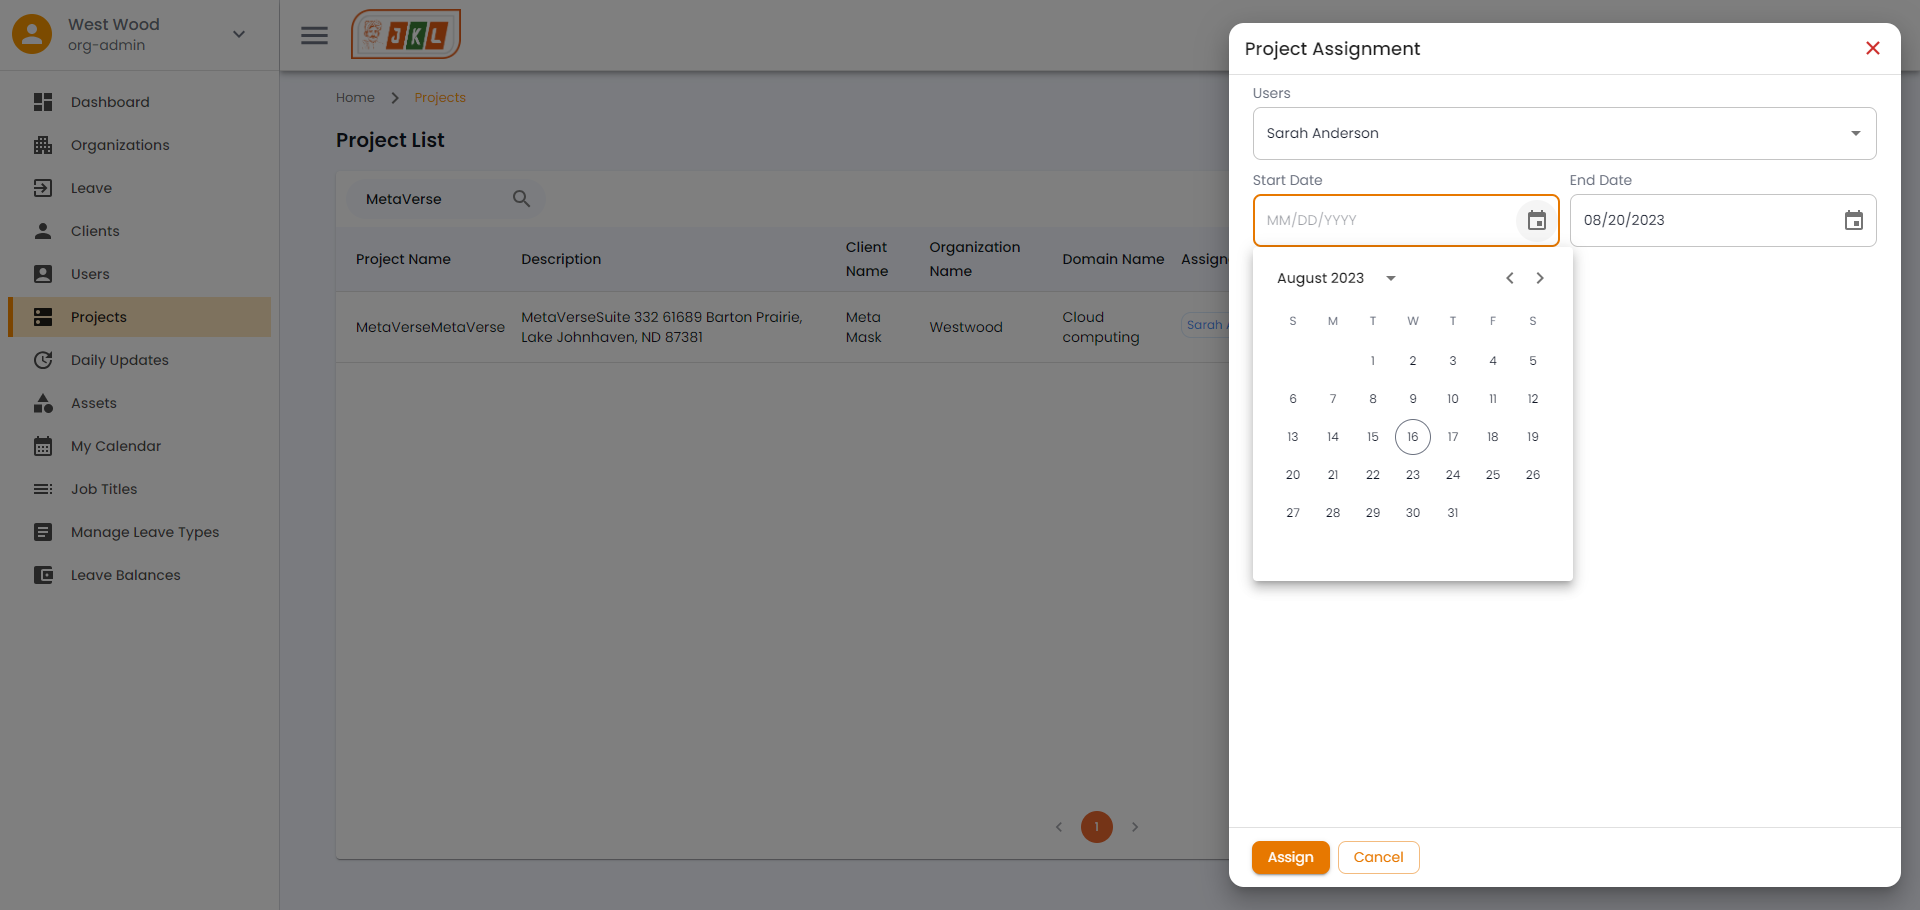 West Wood
org-admin
JKL
Dashboard
Organizations
Leave
Clients
Users
Projects
Daily Updates
Assets
My Calendar
Job Titles
Manage Leave Types
Leave Balances
Home
Projects
Project List
MetaVerse
Project Name
Description
Client
Name
Organization
Name
Domain Name
Assign
MetaVerseMetaVerse
MetaVerseSuite 332 61689 Barton Prairie,
Lake Johnhaven, ND 87381
Meta
Mask
Westwood
Cloud
computing
Sarah A
1
Project Assignment
Users
Sarah Anderson
Start Date
End Date
MM/DD/YYYY
08/20/2023
August 2023
S M T W T F S
1 2 3 4 5
6 7 8 9 10 11 12
13 14 15 16 17 18 19
20 21 22 23 24 25 26
27 28 29 30 31
Assign
Cancel